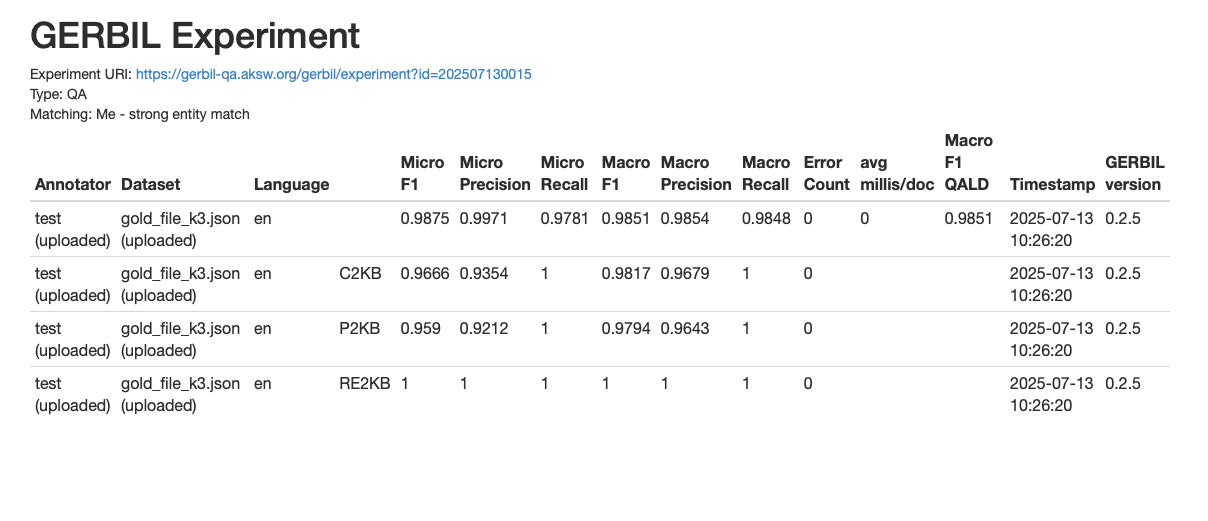 GERBIL Experiment
Experiment URI: https://gerbil-qa.aksw.org/gerbil/experiment?id=202507130015
Type: QA
Matching: Me - strong entity match
Annotator Dataset Language Micro F1 Micro Precision Micro Recall Macro F1 Macro Precision Macro Recall Error Count avg millis/doc Macro F1 QALD Timestamp GERBIL version
test (uploaded) gold_file_k3.json (uploaded) en 0.9875 0.9971 0.9781 0.9851 0.9854 0.9848 0 0 0.9851 2025-07-13 10:26:20 0.2.5
test (uploaded) gold_file_k3.json (uploaded) en C2KB 0.9666 0.9354 1 0.9817 0.9679 1 0 2025-07-13 10:26:20 0.2.5
test (uploaded) gold_file_k3.json (uploaded) en P2KB 0.959 0.9212 1 0.9794 0.9643 1 0 2025-07-13 10:26:20 0.2.5
test (uploaded) gold_file_k3.json (uploaded) en RE2KB 1 1 1 1 1 1 0 2025-07-13 10:26:20 0.2.5